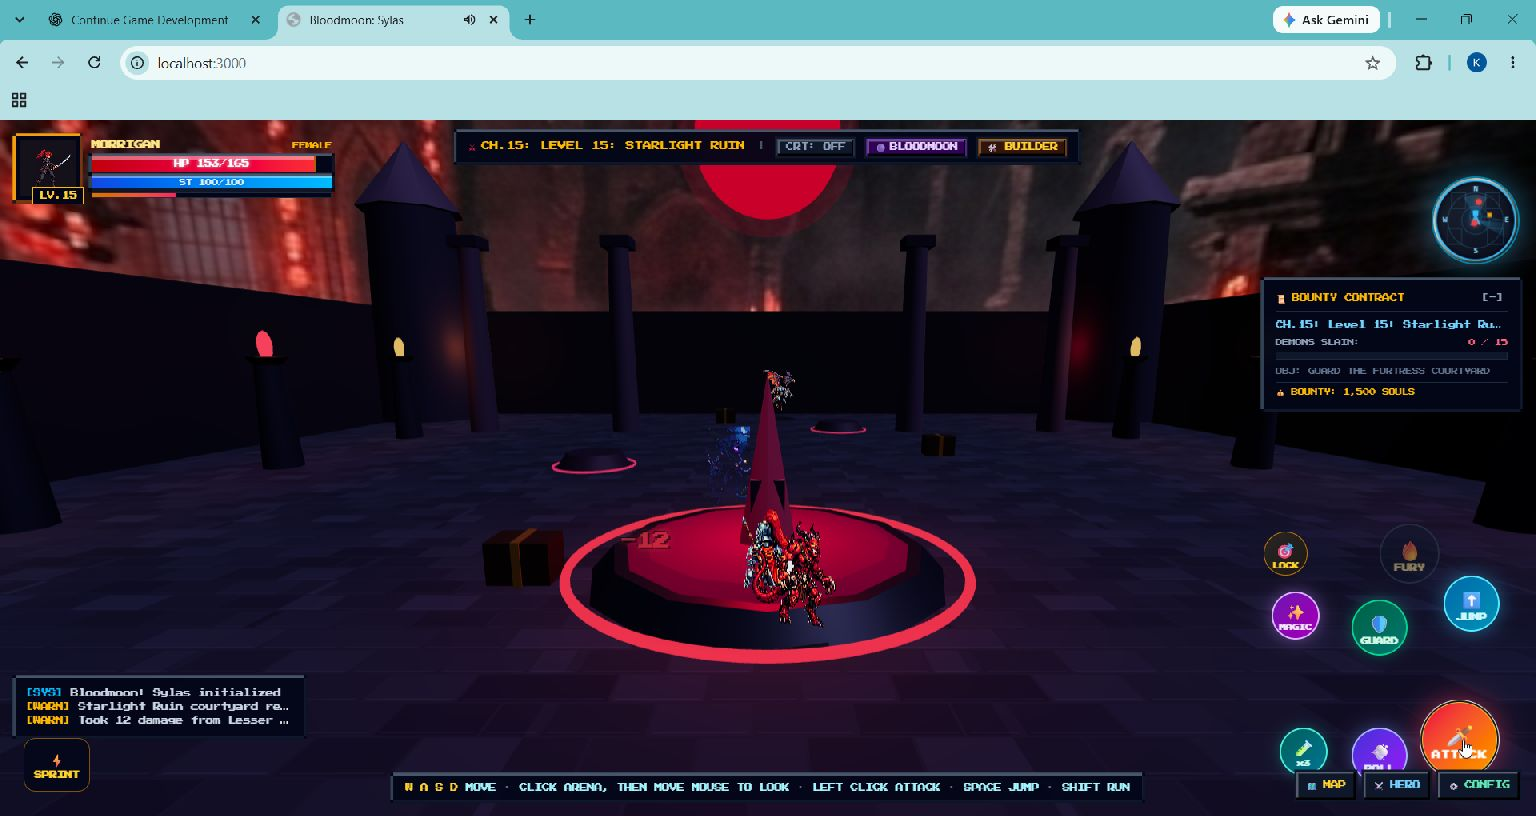 Continue Game Development
Bloodmoon: Sylas
Ask Gemini
localhost:3000
K
MORRIGAN
FEMALE
HP 153/165
ST 100/100
LV.15
CH.15: LEVEL 15: STARLIGHT RUIN
CRT: OFF
BLOODMOON
BUILDER
N
W
E
S
BOUNTY CONTRACT
[-]
CH.15: Level 15: Starlight Ru…
DEMONS SLAIN:
0 / 15
OBJ: GUARD THE FORTRESS COURTYARD
BOUNTY: 1,500 SOULS
-12
LOCK
FURY
MAGIC
GUARD
JUMP
[SYS] Bloodmoon: Sylas initialized
[WARN] Starlight Ruin courtyard re…
[WARN] Took 12 damage from Lesser …
SPRINT
x3
ROLL
ATTACK
W A S D MOVE · CLICK ARENA, THEN MOVE MOUSE TO LOOK · LEFT CLICK ATTACK · SPACE JUMP · SHIFT RUN
MAP
HERO
CONFIG